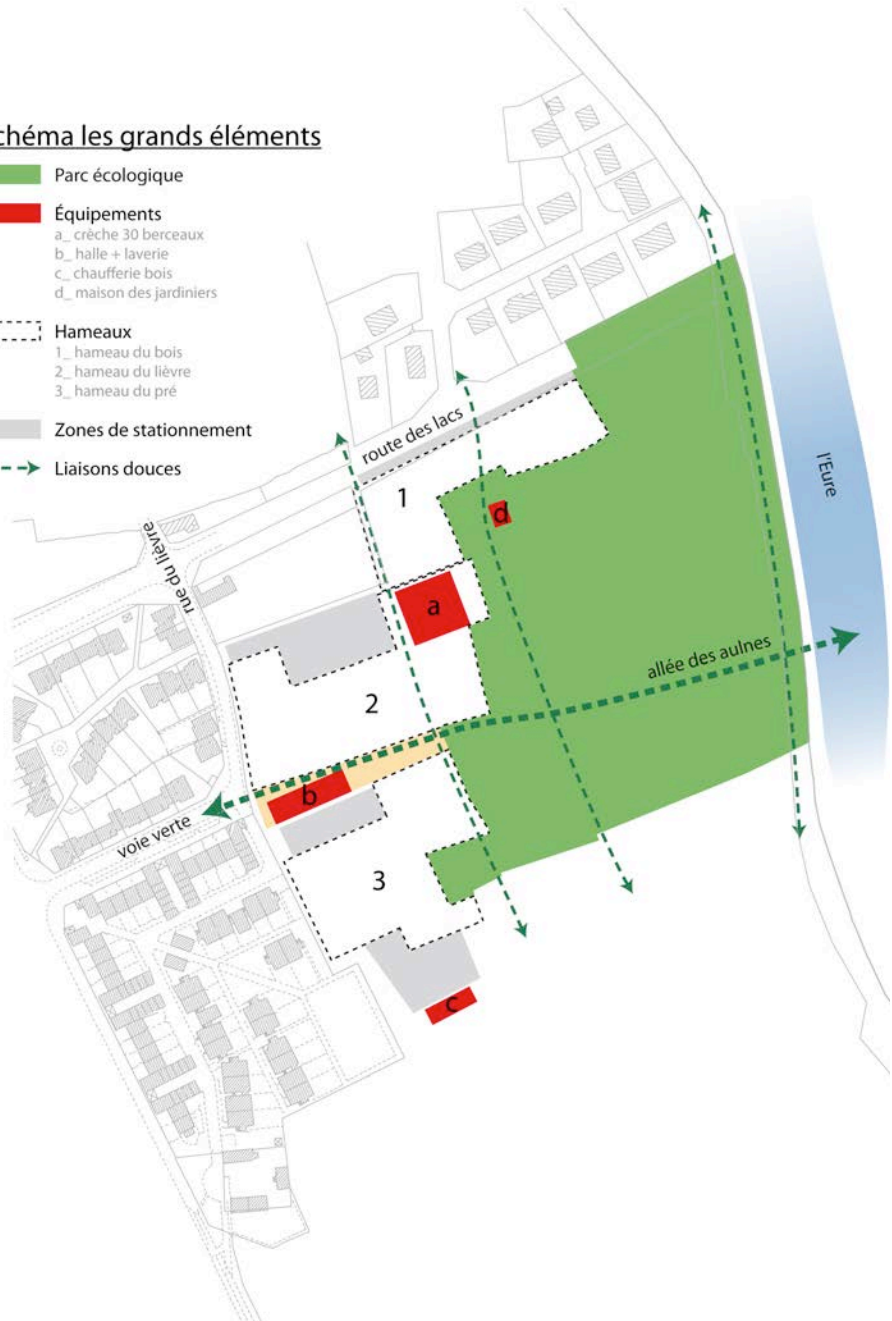 chéma les grands éléments
Parc écologique
Équipements
a_ crèche 30 berceaux
b_ halle + laverie
c_ chaufferie bois
d_ maison des jardiniers
Hameaux
1_ hameau du bois
2_ hameau du lièvre
3_ hameau du pré
Zones de stationnement
Liaisons douces
route des lacs
l'Eure
1
d
rue du lièvre
a
allée des aulnes
2
b
voie verte
3
c